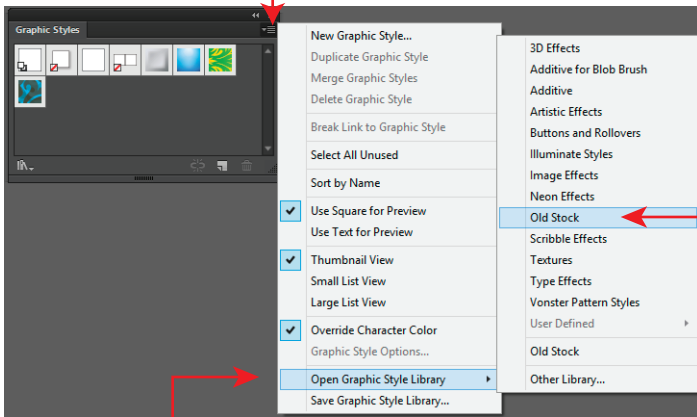 Graphic Styles
New Graphic Style...
Duplicate Graphic Style
Merge Graphic Styles
Delete Graphic Style
Break Link to Graphic Style
Select All Unused
Sort by Name
Use Square for Preview
Use Text for Preview
Thumbnail View
Small List View
Large List View
Override Character Color
Graphic Style Options...
Open Graphic Style Library
Save Graphic Style Library...
3D Effects
Additive for Blob Brush
Additive
Artistic Effects
Buttons and Rollovers
Illuminate Styles
Image Effects
Neon Effects
Old Stock
Scribble Effects
Textures
Type Effects
Vonster Pattern Styles
User Defined
Old Stock
Other Library...